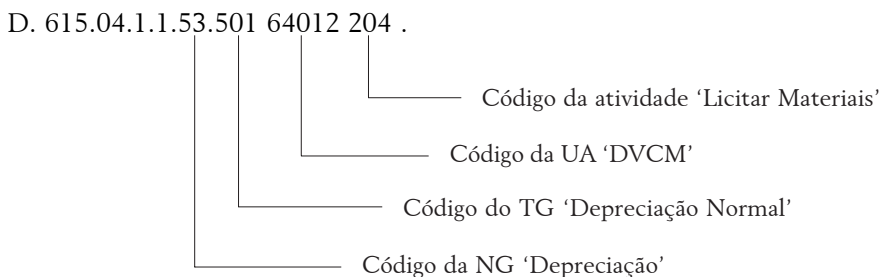 D. 615.04.1.1.53.501 64012 204 .
Código da atividade ‘Licitar Materiais’
Código da UA ‘DVCM’
Código do TG ‘Depreciação Normal’
Código da NG ‘Depreciação’